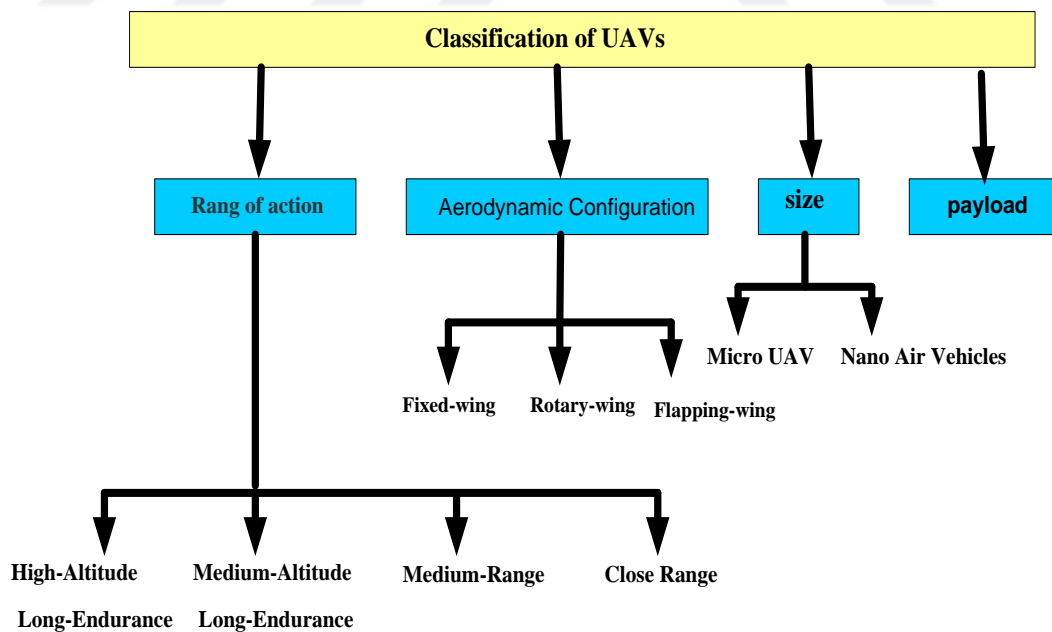 Classification of UAVs
Rang of action
Aerodynamic Configuration
size
payload
Micro UAV
Nano Air Vehicles
Fixed-wing
Rotary-wing
Flapping-wing
High-Altitude
Long-Endurance
Medium-Altitude
Long-Endurance
Medium-Range
Close Range